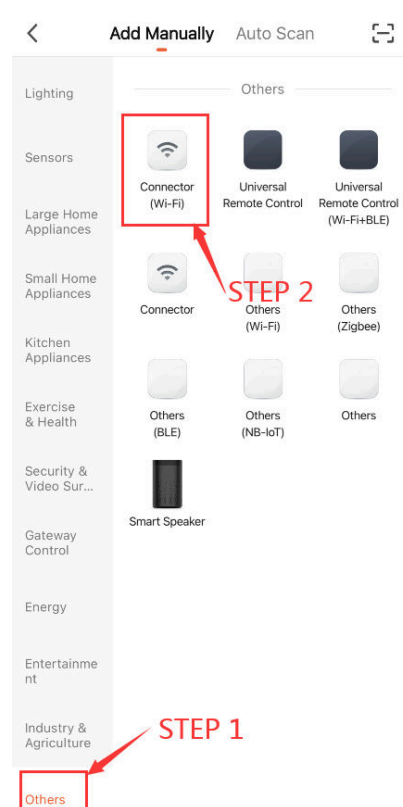 Add Manually Auto Scan
Lighting
Sensors
Large Home
Appliances
Small Home
Appliances
Kitchen
Appliances
Exercise
& Health
Security &
Video Sur...
Gateway
Control
Energy
Entertainme
nt
Industry &
Agriculture
Others
Others
Connector
(Wi-Fi)
Universal
Remote Control
Universal
Remote Control
(Wi-Fi+BLE)
Connector
Others
(Wi-Fi)
Others
(Zigbee)
Others
(BLE)
Others
(NB-IoT)
Others
Smart Speaker
STEP 2
STEP 1